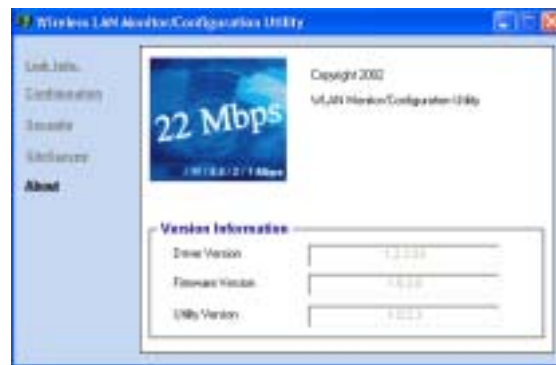 Wireless LAN Monitor/Configuration Utility
Link Info.
Configuration
Security
SiteSurvey
About
22 Mbps
Copyright 2002
WLAN Monitor/Configuration Utility
Version Information
Driver Version
Firmware Version
Utility Version